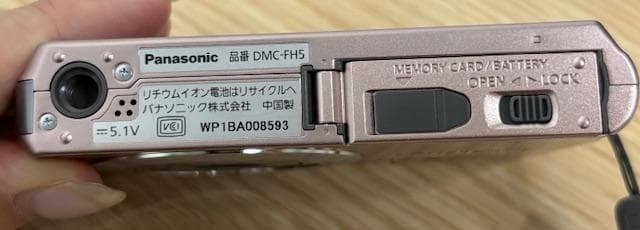 Panasonic 品番 DMC-FH5
リチウムイオン電池はリサイクルへ
パナソニック株式会社 中国製
⎓5.1V VCI WP1BA008593
MEMORY CARD/BATTERY
OPEN ◁ ▷ LOCK